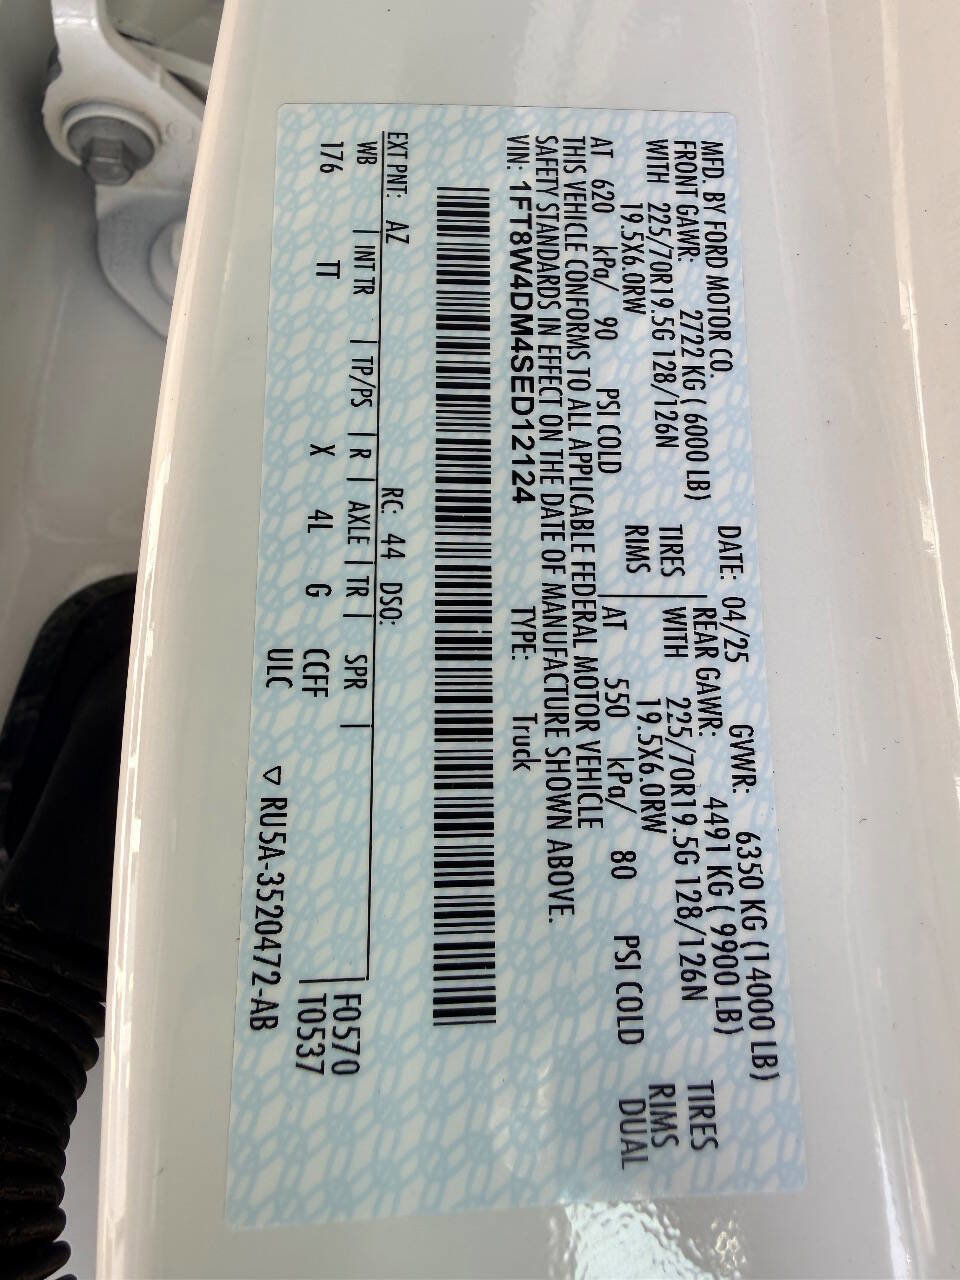 MFD. BY FORD MOTOR CO. DATE: 04/25 GVWR: 6350 KG (14000 LB)
FRONT GAWR: 2722 KG ( 6000 LB) REAR GAWR: 4491 KG ( 9900 LB)
WITH 225/70R19.5G 128/126N TIRES WITH 225/70R19.5G 128/126N TIRES
19.5X6.0RW RIMS 19.5X6.0RW RIMS
AT 620 kPa/ 90 PSI COLD AT 550 kPa/ 80 PSI COLD DUAL
THIS VEHICLE CONFORMS TO ALL APPLICABLE FEDERAL MOTOR VEHICLE
SAFETY STANDARDS IN EFFECT ON THE DATE OF MANUFACTURE SHOWN ABOVE.
VIN: 1FT8W4DM4SED12124 TYPE: Truck
EXT PNT: AZ RC: 44 DSO:
WB | INT TR | TP/PS | R | AXLE | TR | SPR | F0570
176 TT X 4L G CCFF T0537
ULC ▽ RU5A-3520472-AB